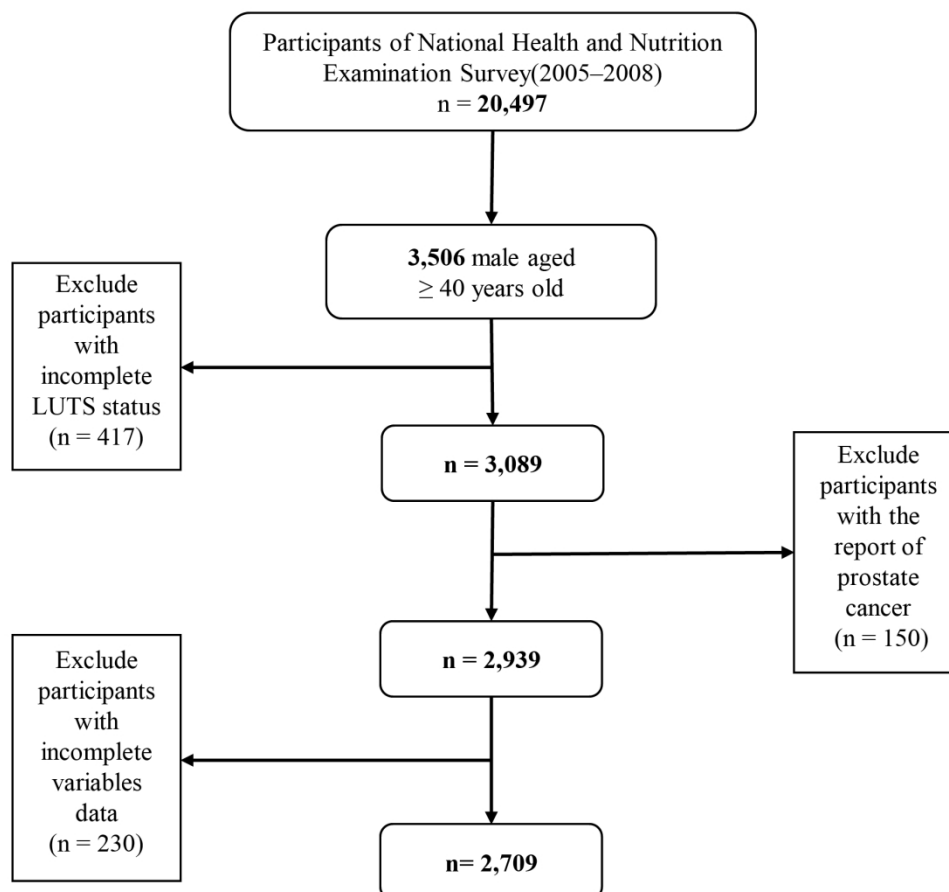 Participants of National Health and Nutrition
Examination Survey(2005–2008)
n = 20,497
3,506 male aged
≥ 40 years old
Exclude
participants
with
incomplete
LUTS status
(n = 417)
n = 3,089
Exclude
participants
with the
report of
prostate
cancer
(n = 150)
n = 2,939
Exclude
participants
with
incomplete
variables
data
(n = 230)
n= 2,709